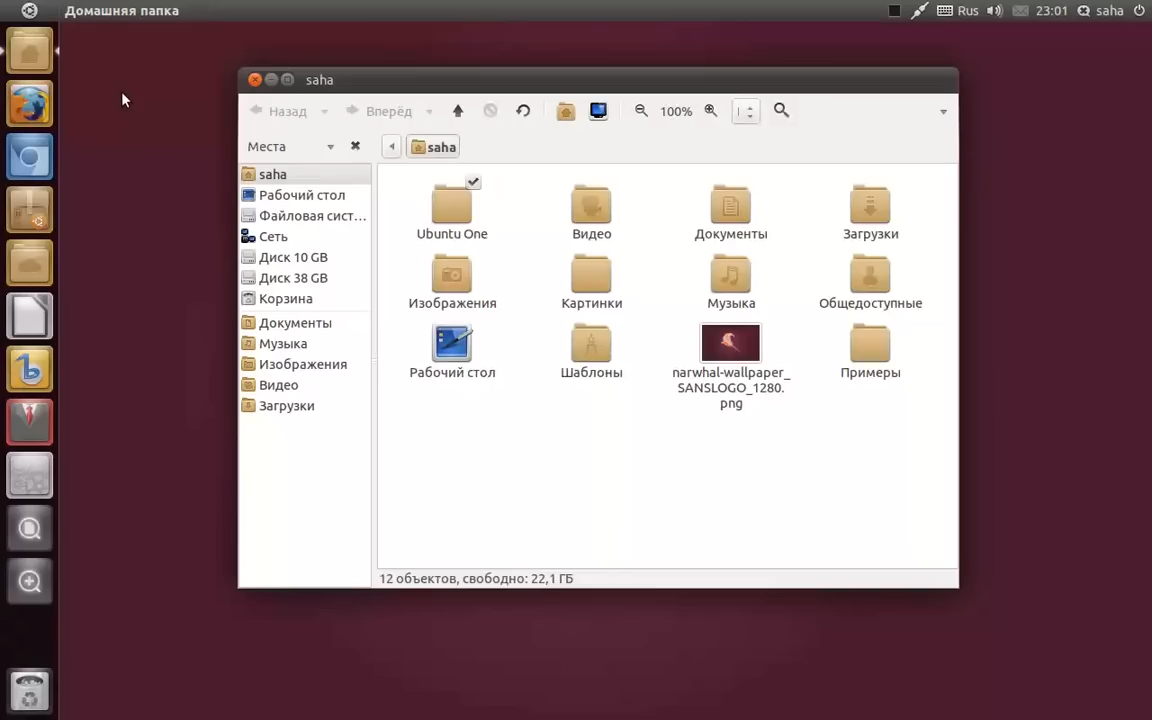 Домашняя папка
Rus
23:01
saha
saha
Назад
Вперёд
100%
Места
saha
saha
Рабочий стол
Файловая сист...
Сеть
Диск 10 GB
Диск 38 GB
Корзина
Документы
Музыка
Изображения
Видео
Загрузки
Ubuntu One
Видео
Документы
Загрузки
Изображения
Картинки
Музыка
Общедоступные
Рабочий стол
Шаблоны
narwhal-wallpaper_
SANSLOGO_1280.
png
Примеры
12 объектов, свободно: 22,1 ГБ